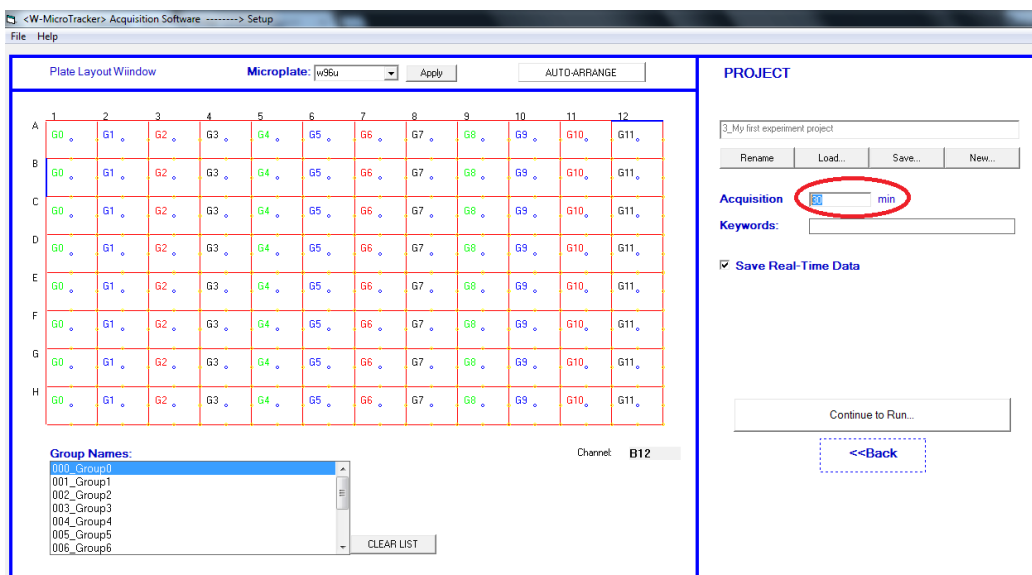 <W-MicroTracker> Acquisition Software --------> Setup
File Help
Plate Layout Wiindow
Microplate: w96u Apply AUTO-ARRANGE
1 2 3 4 5 6 7 8 9 10 11 12
A G0 G1 G2 G3 G4 G5 G6 G7 G8 G9 G10 G11
B G0 G1 G2 G3 G4 G5 G6 G7 G8 G9 G10 G11
C G0 G1 G2 G3 G4 G5 G6 G7 G8 G9 G10 G11
D G0 G1 G2 G3 G4 G5 G6 G7 G8 G9 G10 G11
E G0 G1 G2 G3 G4 G5 G6 G7 G8 G9 G10 G11
F G0 G1 G2 G3 G4 G5 G6 G7 G8 G9 G10 G11
G G0 G1 G2 G3 G4 G5 G6 G7 G8 G9 G10 G11
H G0 G1 G2 G3 G4 G5 G6 G7 G8 G9 G10 G11
Group Names:
Channel: B12
000_Group0
001_Group1
002_Group2
003_Group3
004_Group4
005_Group5
006_Group6
CLEAR LIST
PROJECT
3_My first experiment project
Rename Load... Save... New...
Acquisition 30 min
Keywords:
Save Real-Time Data
Continue to Run...
<<Back